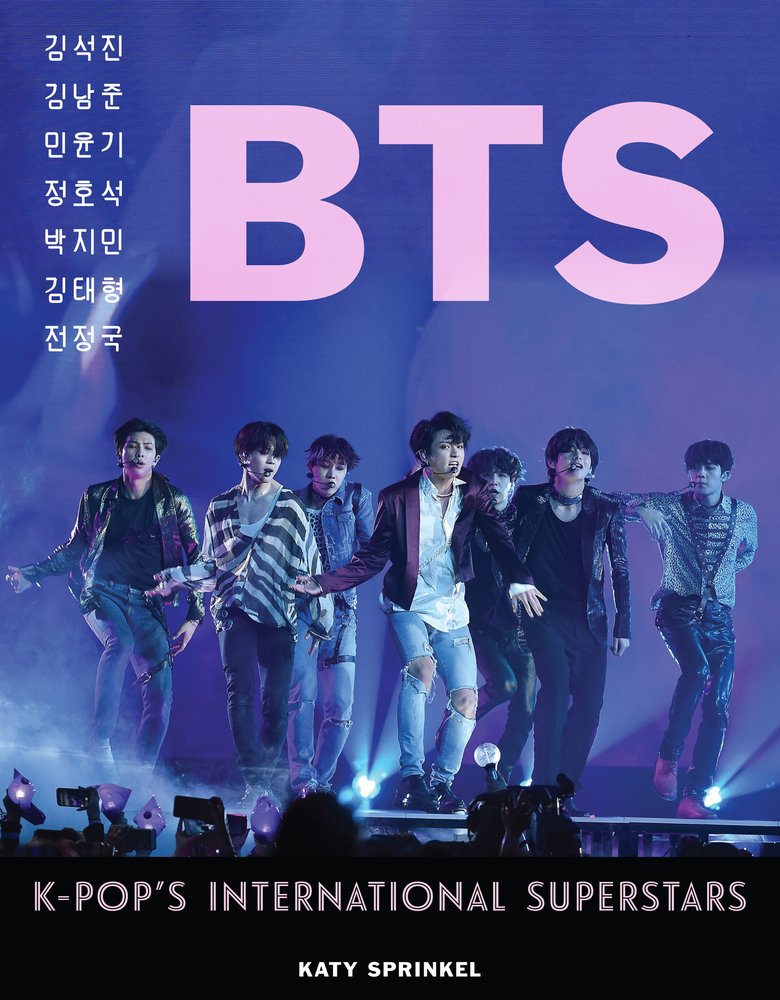 김석진
김남준
민윤기
정호석
박지민
김태형
전정국
BTS
K-POP'S INTERNATIONAL SUPERSTARS
KATY SPRINKEL